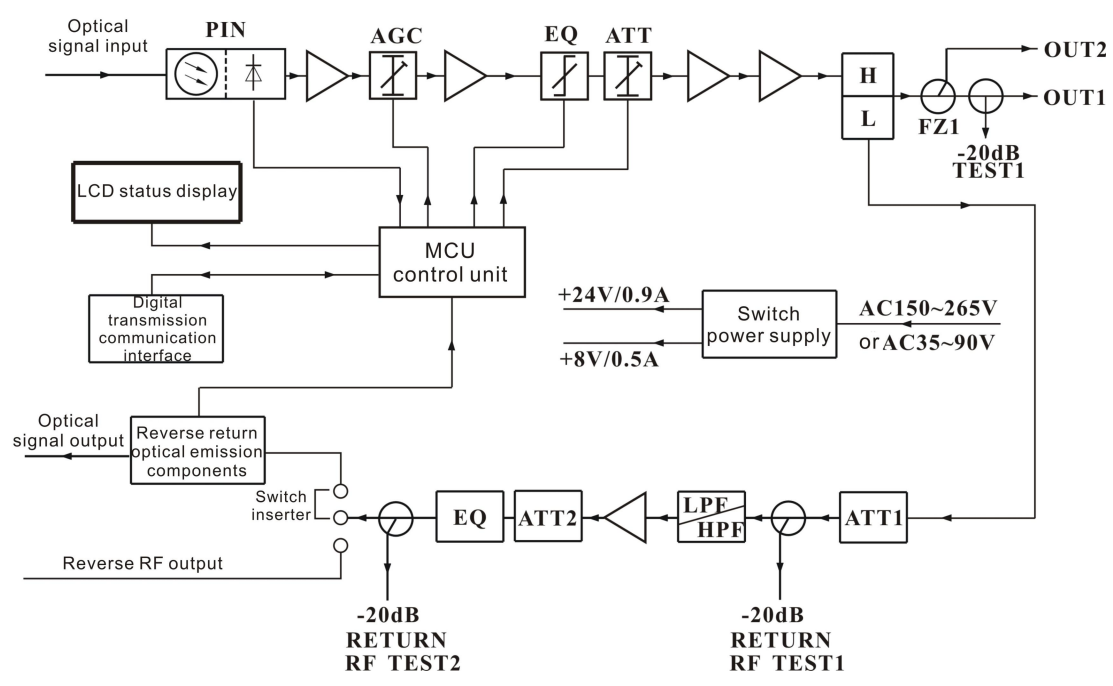 Optical
signal input
PIN
AGC
EQ
ATT
H
L
OUT2
OUT1
FZ1
-20dB
TEST1
LCD status display
MCU
control unit
Digital
transmission
communication
interface
+24V/0.9A
+8V/0.5A
Switch
power supply
AC150~265V
or AC35~90V
Optical
signal output
Reverse return
optical emission
components
Switch
inserter
EQ
ATT2
LPF
HPF
ATT1
Reverse RF output
-20dB
RETURN
RF TEST2
-20dB
RETURN
RF TEST1